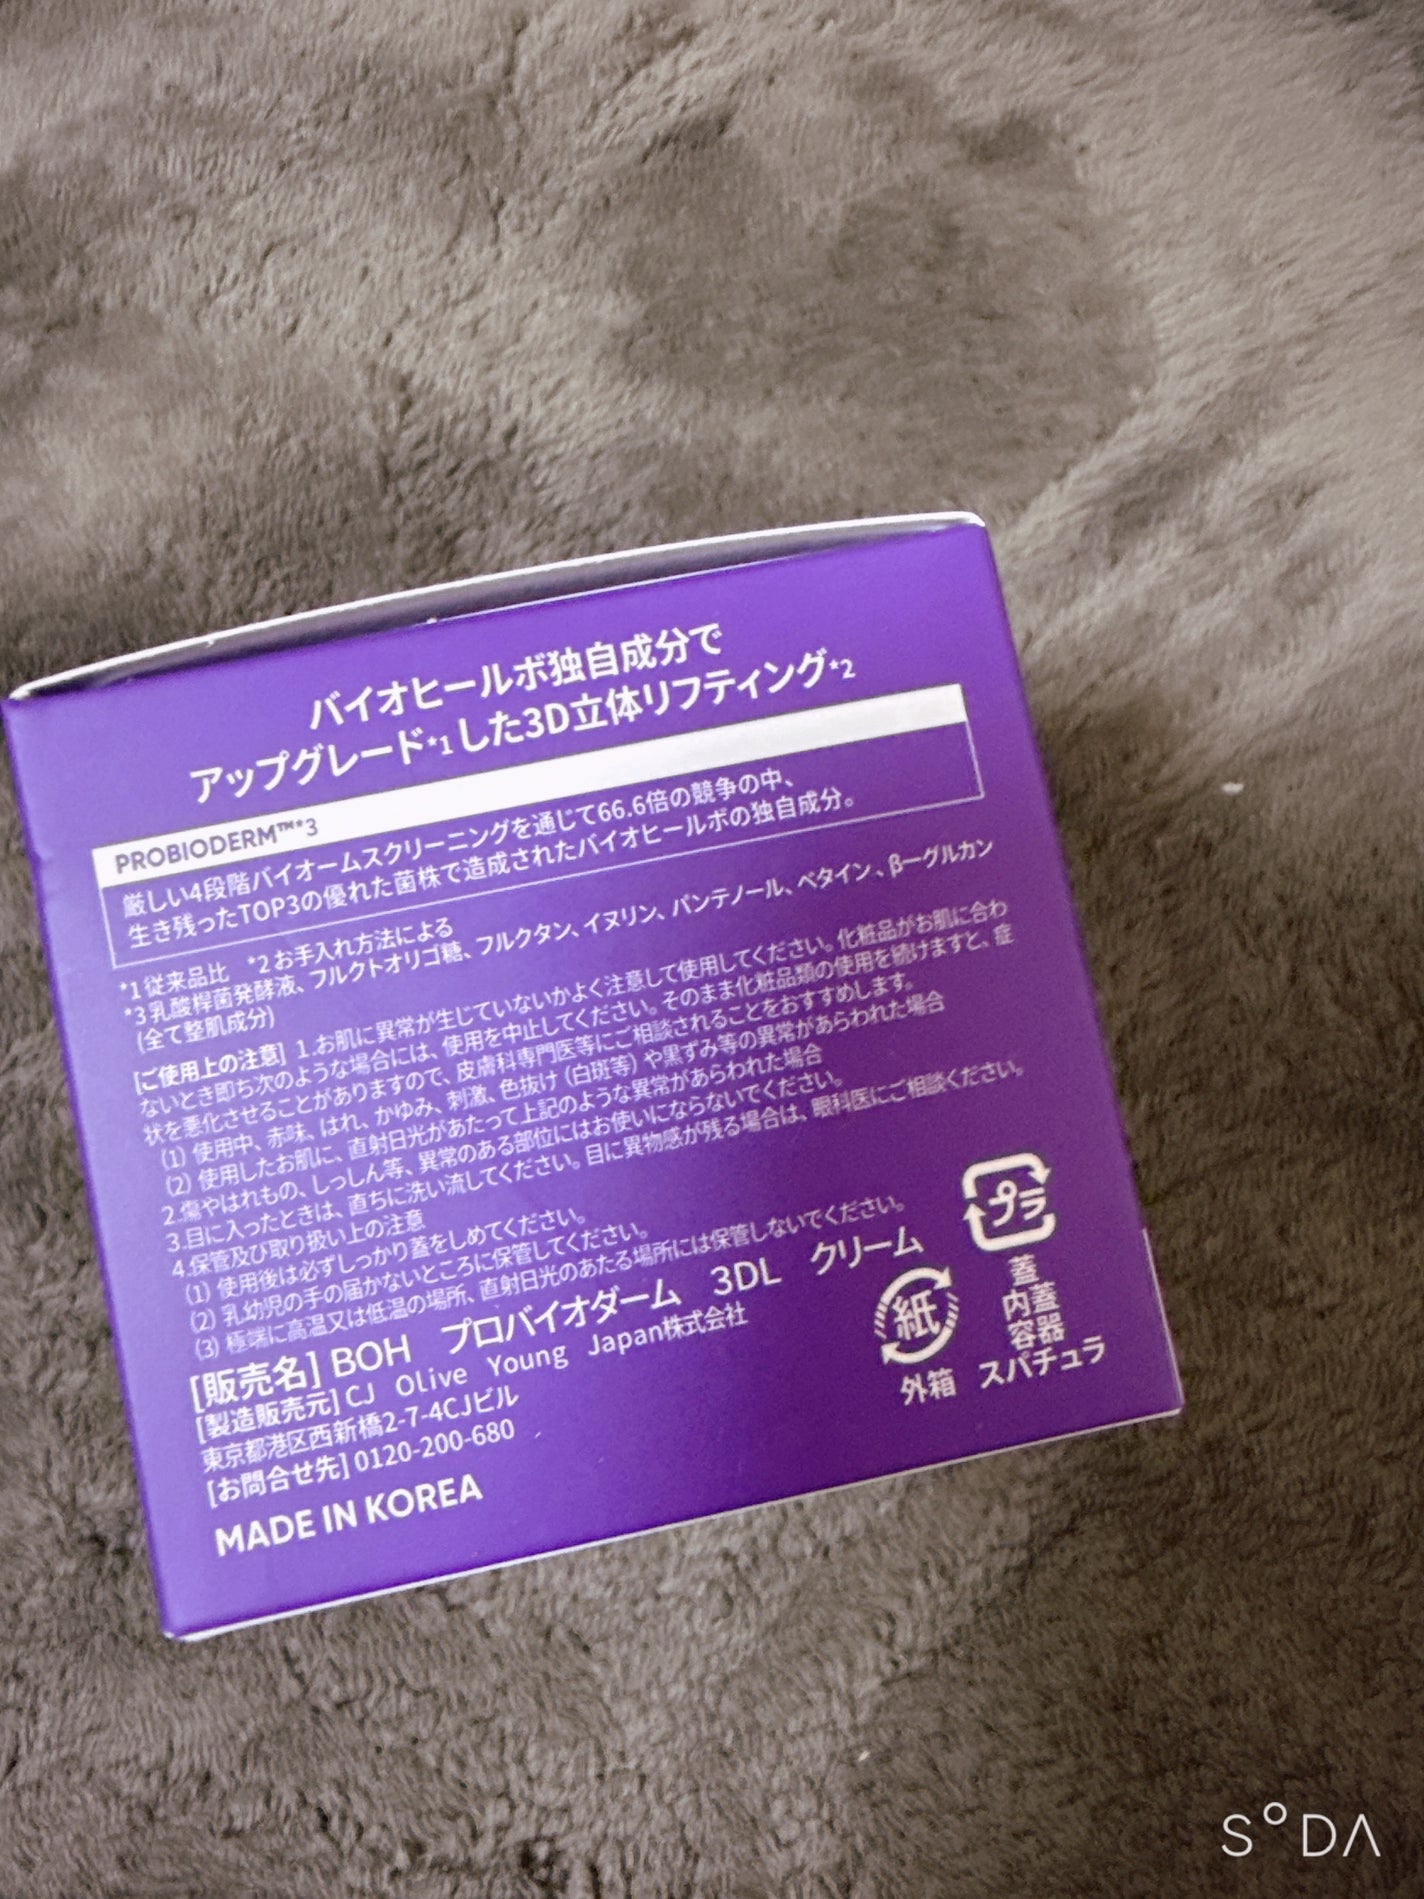 バイオヒールボ独自成分で
アップグレード*1した3D立体リフティング*2
PROBIODERM™*3
厳しい4段階バイオームスクリーニングを通じて66.6倍の競争の中、
生き残ったTOP3の優れた菌株で造成されたバイオヒールボの独自成分。
*1従来品比 *2お手入れ方法による
*3乳酸桿菌発酵液、フルクトオリゴ糖、フルクタン、イヌリン、パンテノール、ベタイン、βーグルカン
(全て整肌成分)
[ご使用上の注意] 1.お肌に異常が生じていないかよく注意して使用してください。化粧品がお肌に合わ
ないとき即ち次のような場合には、使用を中止してください。そのまま化粧品類の使用を続けますと、症
状を悪化させることがありますので、皮膚科専門医等にご相談されることをおすすめします。
(1) 使用中、赤味、はれ、かゆみ、刺激、色抜け(白斑等)や黒ずみ等の異常があらわれた場合
(2) 使用したお肌に、直射日光があたって上記のような異常があらわれた場合
2.傷やはれもの、しっしん等、異常のある部位にはお使いにならないでください。
3.目に入ったときは、直ちに洗い流してください。目に異物感が残る場合は、眼科医にご相談ください。
4.保管及び取り扱い上の注意
(1) 使用後は必ずしっかり蓋をしめてください。
(2) 乳幼児の手の届かないところに保管してください。
(3) 極端に高温又は低温の場所、直射日光のあたる場所には保管しないでください。
[販売名] BOH プロバイオダーム 3DL クリーム
[製造販売元] CJ Olive Young Japan株式会社
東京都港区西新橋2-7-4CJビル
[お問合せ先] 0120-200-680
MADE IN KOREA
紙
外箱
プラ
蓋
内蓋
容器
スパチュラ
S°DA